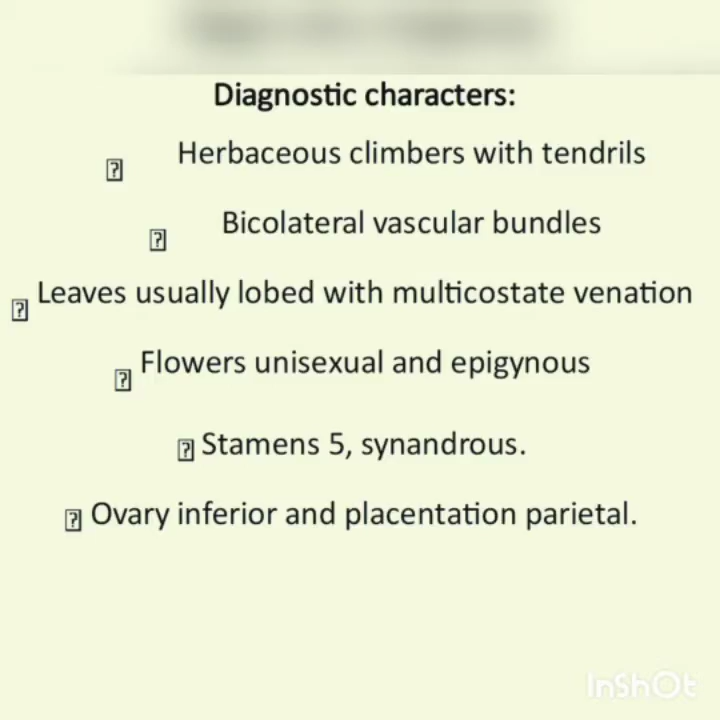 Diagnostic characters:
Herbaceous climbers with tendrils
Bicolateral vascular bundles
Leaves usually lobed with multicostate venation
Flowers unisexual and epigynous
Stamens 5, synandrous.
Ovary inferior and placentation parietal.
InShOt